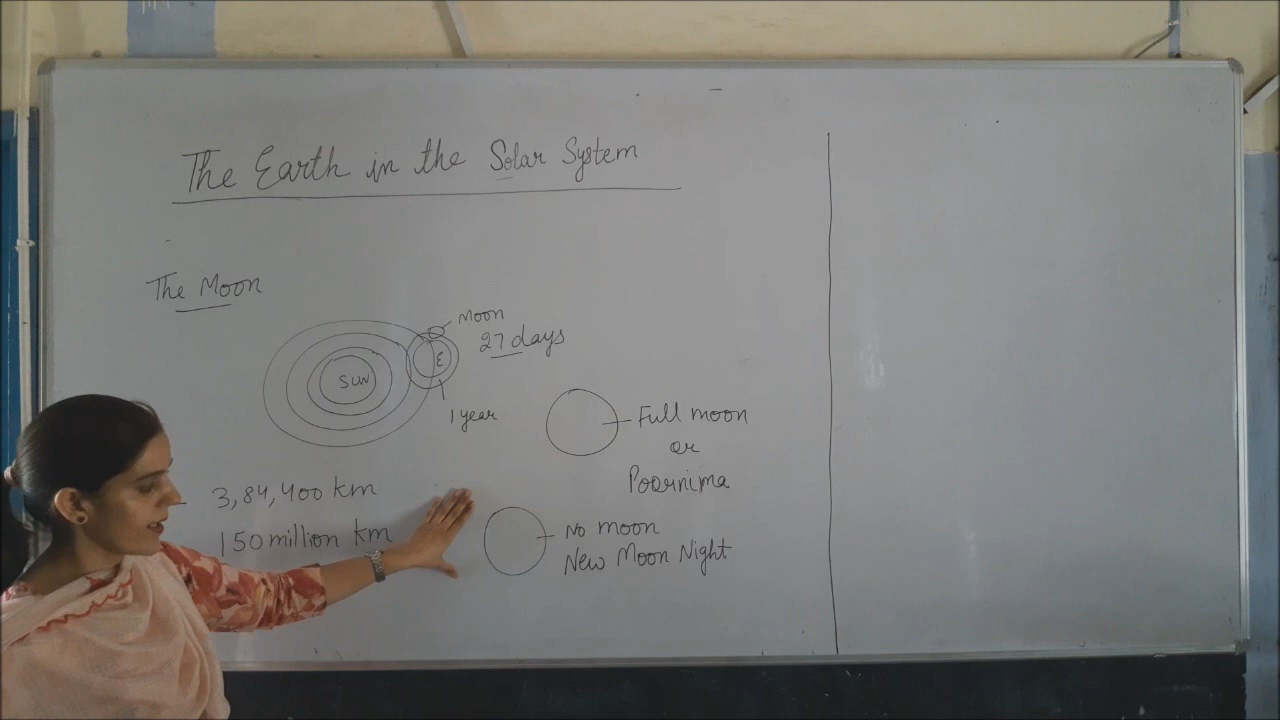 The Earth in the Solar System
The Moon
Moon
27 days
SUN
E
1 year
Full moon
or
Poornima
3,84,400 km
150 million km
No moon
New Moon Night